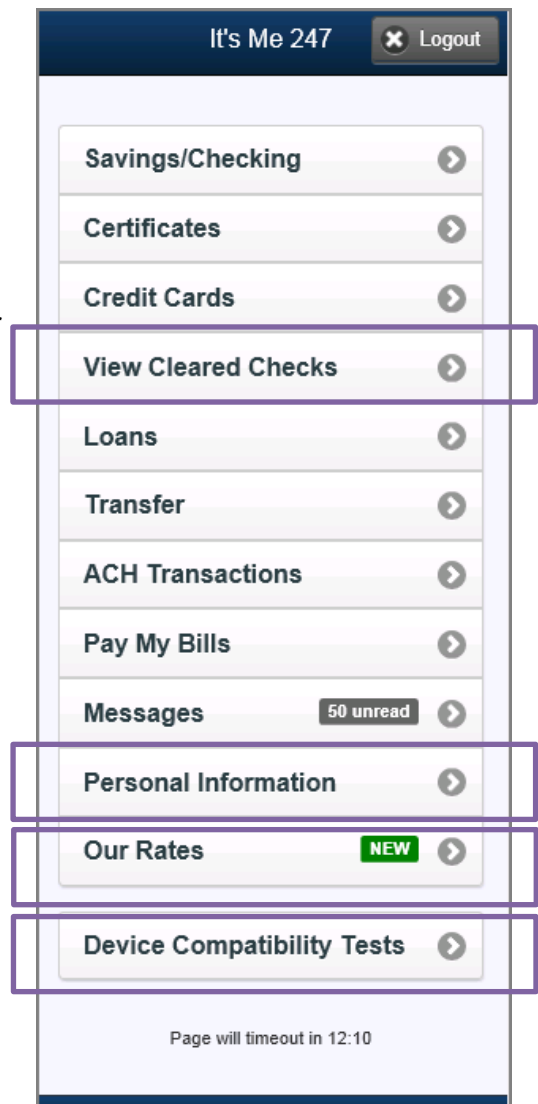 It's Me 247 Logout
Savings/Checking
Certificates
Credit Cards
View Cleared Checks
Loans
Transfer
ACH Transactions
Pay My Bills
Messages 50 unread
Personal Information
Our Rates NEW
Device Compatibility Tests
Page will timeout in 12:10